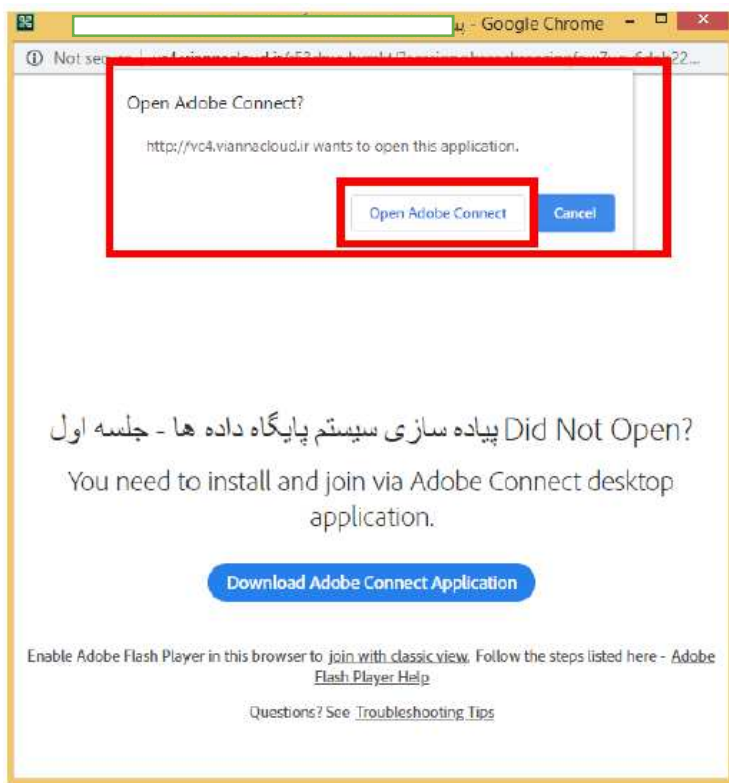 پی - Google Chrome
Not sec
Open Adobe Connect?
http://vc4.viannacloud.ir wants to open this application.
Open Adobe Connect
Cancel
پیاده سازی سیستم پایگاه داده ها - جلسه اول Did Not Open?
You need to install and join via Adobe Connect desktop
application.
Download Adobe Connect Application
Enable Adobe Flash Player in this browser to join with classic view. Follow the steps listed here - Adobe
Flash Player Help
Questions? See Troubleshooting Tips